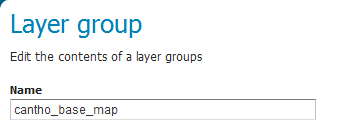 Layer group
Edit the contents of a layer groups
Name
cantho_base_map